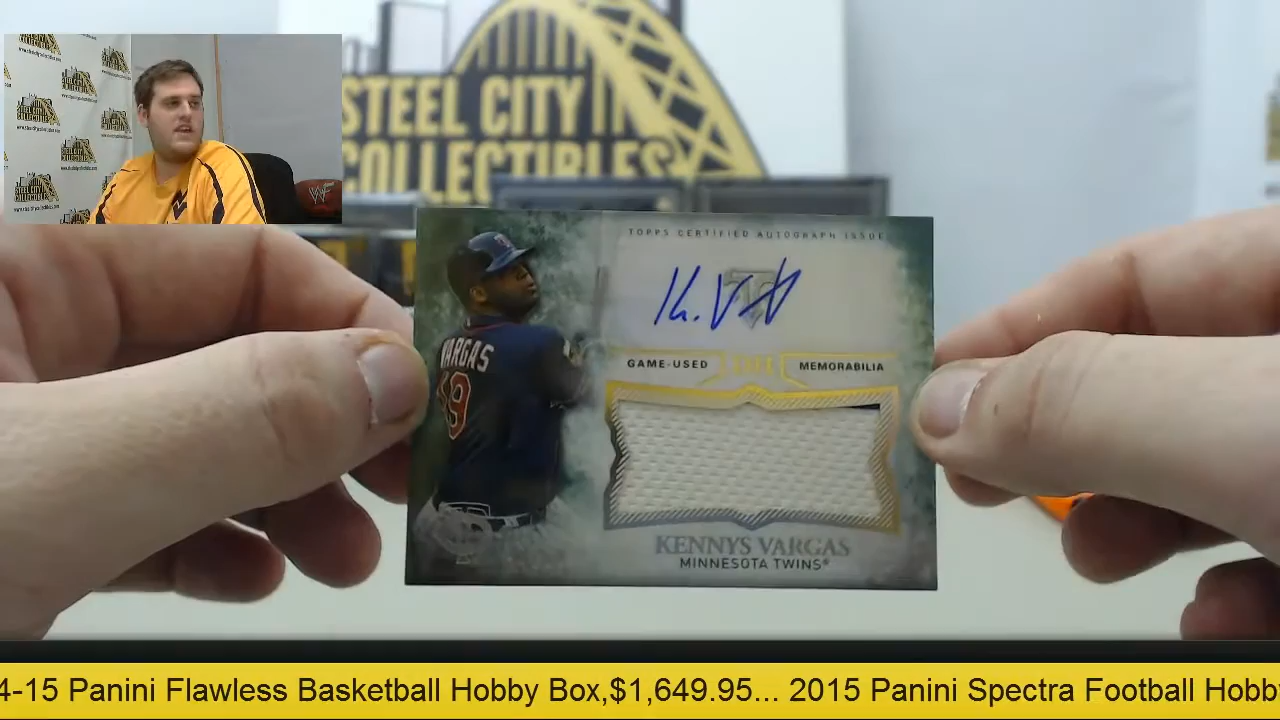 STEEL CITY
COLLECTIBLES
TOPPS CERTIFIED AUTOGRAPH ISSUE
VARGAS
19
GAME-USED
MEMORABILIA
KENNYS VARGAS
MINNESOTA TWINS®
4-15 Panini Flawless Basketball Hobby Box,$1,649.95... 2015 Panini Spectra Football Hobby